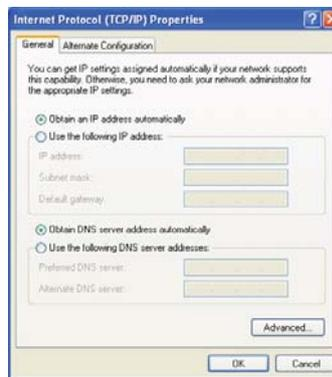 Internet Protocol (TCP/IP) Properties
General
Alternate Configuration
You can get IP settings assigned automatically if your network supports
this capability. Otherwise, you need to ask your network administrator for
the appropriate IP settings.
Obtain an IP address automatically
Use the following IP address:
IP address:
Subnet mask:
Default gateway:
Obtain DNS server address automatically
Use the following DNS server addresses:
Preferred DNS server:
Alternate DNS server:
Advanced...
OK
Cancel